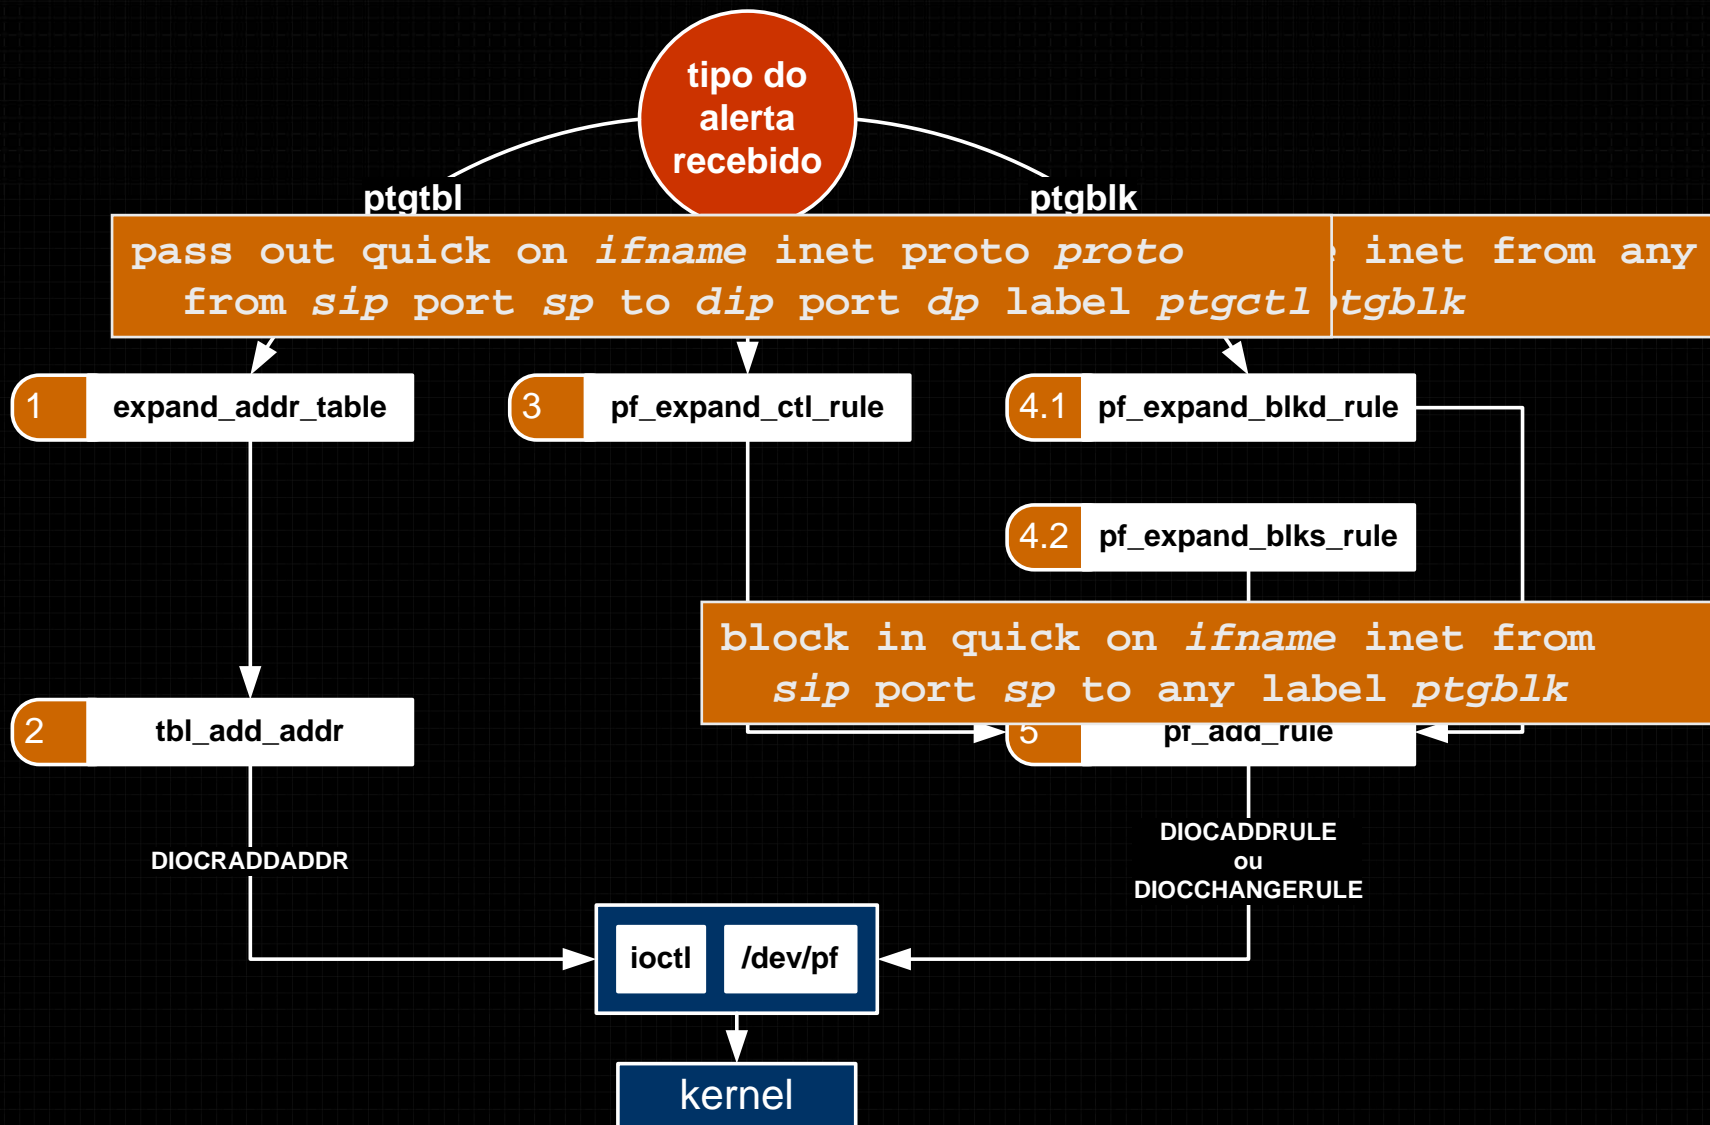 tipo do
alerta
recebido
ptgtbl
ptgblk
pass out quick on ifname inet proto proto
from sip port sp to dip port dp label ptgctl
inet from any
ptgblk
1 expand_addr_table
3 pf_expand_ctl_rule
4.1 pf_expand_blkd_rule
4.2 pf_expand_blks_rule
block in quick on ifname inet from
sip port sp to any label ptgblk
2 tbl_add_addr
5 pf_add_rule
DIOCRADDADDR
DIOCADDRULE
ou
DIOCCHANGERULE
ioctl /dev/pf
kernel